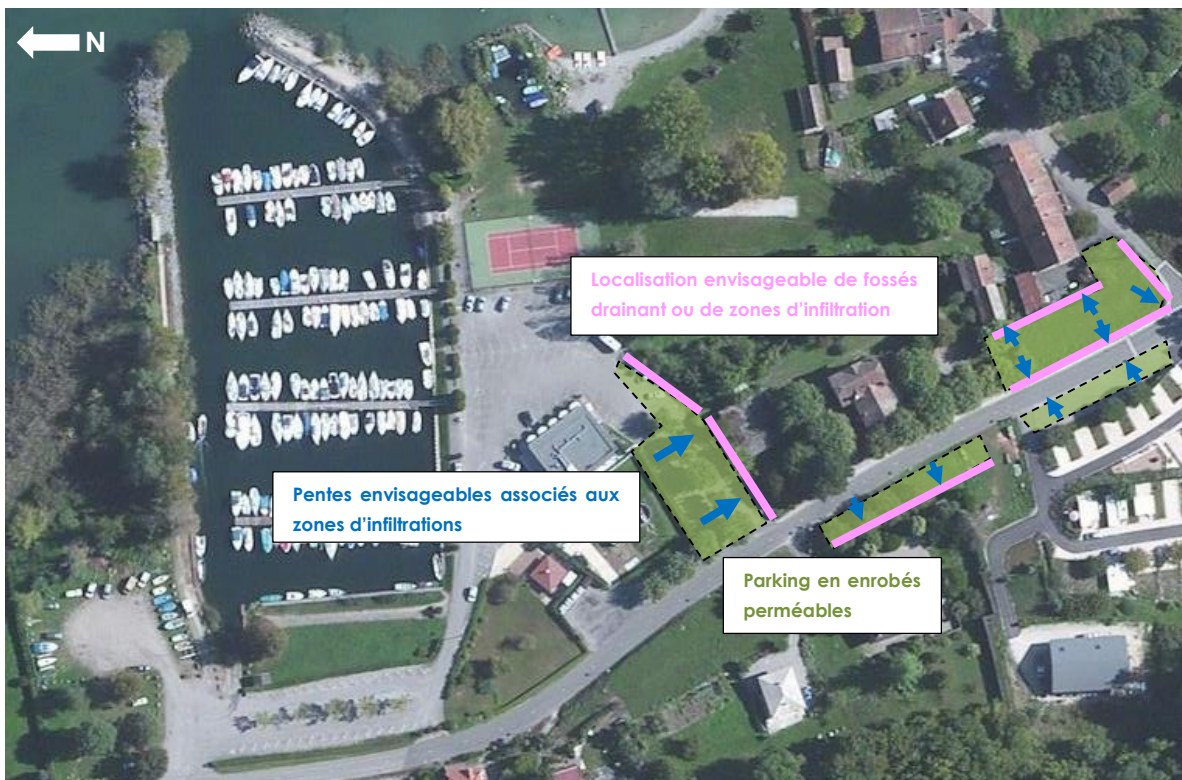 N
Localisation envisageable de fossés
drainant ou de zones d'infiltration
Pentes envisageables associés aux
zones d'infiltrations
Parking en enrobés
perméables